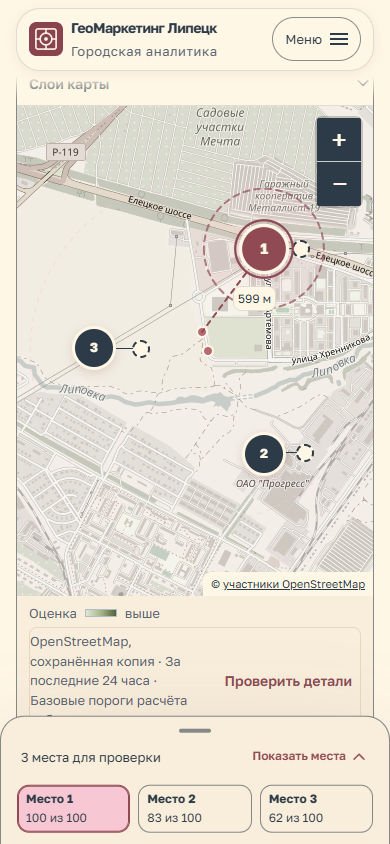 ГеоМаркетинг Липецк
Городская аналитика
Меню
Слои карты
Садовые
участки
Мечта
Р-119
+
−
Гаражный
кооператив
Елецкое шоссе
1
Елецкое шоссе
599 м
3
улица Хренникова
Липовка
Липовка
2
ОАО "Прогресс"
© участники OpenStreetMap
Оценка
выше
OpenStreetMap,
сохранённая копия · За
последние 24 часа ·
Базовые пороги расчёта
Проверить детали
3 места для проверки
Показать места
Место 1
100 из 100
Место 2
83 из 100
Место 3
62 из 100